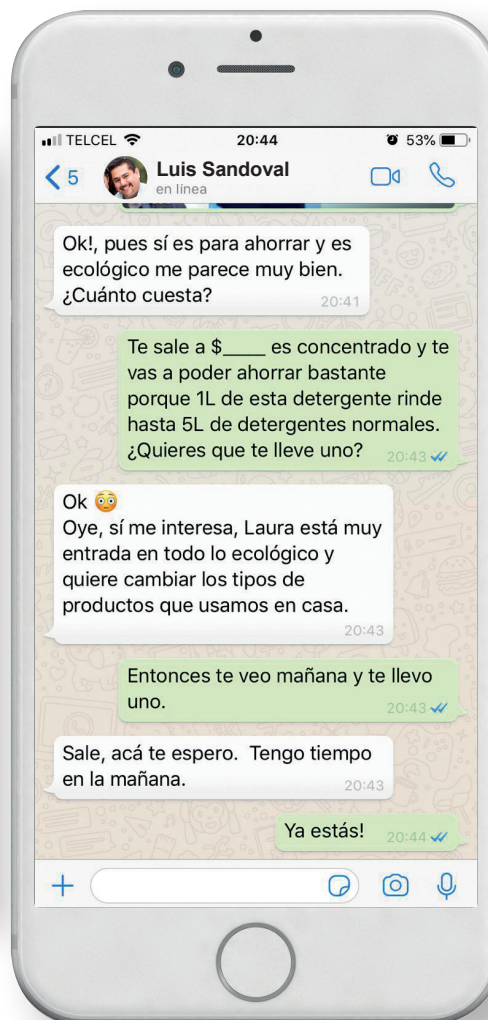 TELCEL 20:44 53%
5 Luis Sandoval
en línea
Ok!, pues sí es para ahorrar y es
ecológico me parece muy bien.
¿Cuánto cuesta? 20:41
Te sale a $____ es concentrado y te
vas a poder ahorrar bastante
porque 1L de esta detergente rinde
hasta 5L de detergentes normales.
¿Quieres que te lleve uno? 20:43
Ok 😳
Oye, sí me interesa, Laura está muy
entrada en todo lo ecológico y
quiere cambiar los tipos de
productos que usamos en casa.
20:43
Entonces te veo mañana y te llevo
uno. 20:43
Sale, acá te espero. Tengo tiempo
en la mañana. 20:43
Ya estás! 20:44